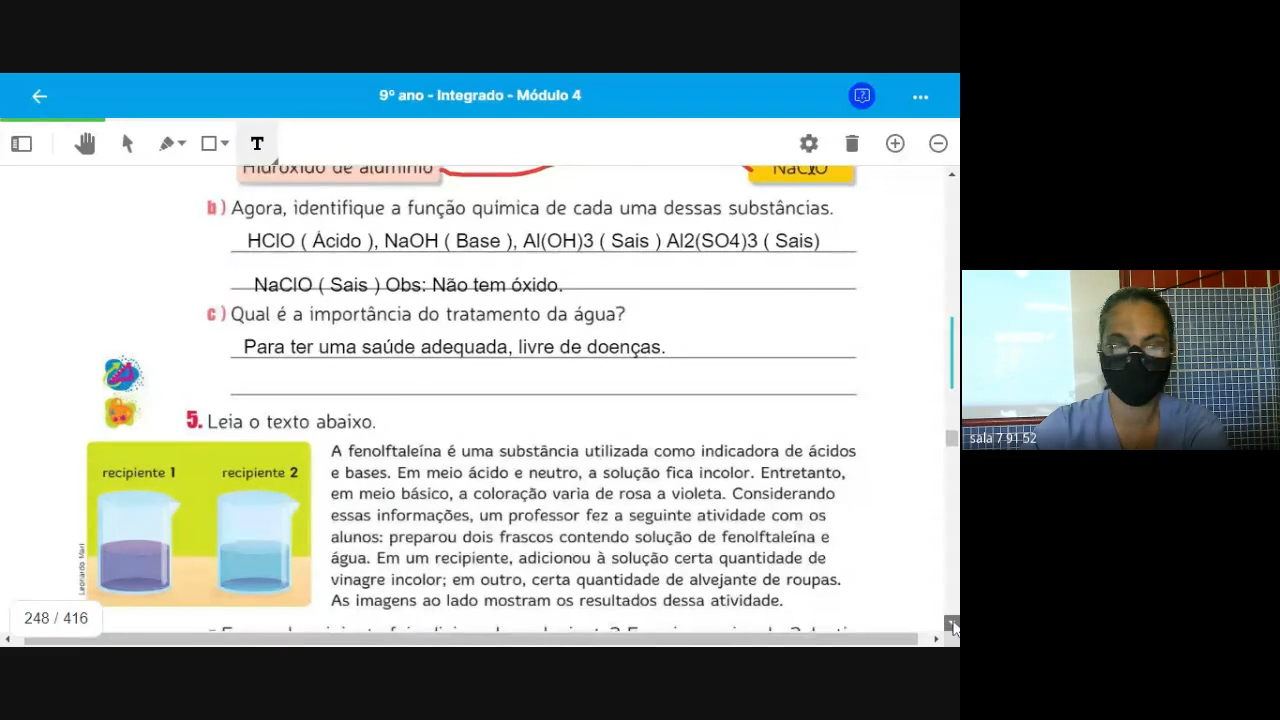 9º ano - Integrado - Módulo 4
T
Hidróxido de alumínio
NaClO
b) Agora, identifique a função química de cada uma dessas substâncias.
HClO ( Ácido ), NaOH ( Base ), Al(OH)3 ( Sais ) Al2(SO4)3 ( Sais)
NaClO ( Sais ) Obs: Não tem óxido.
c) Qual é a importância do tratamento da água?
Para ter uma saúde adequada, livre de doenças.
5. Leia o texto abaixo.
recipiente 1
recipiente 2
Leonardo Mari
A fenolftaleína é uma substância utilizada como indicadora de ácidos
e bases. Em meio ácido e neutro, a solução fica incolor. Entretanto,
em meio básico, a coloração varia de rosa a violeta. Considerando
essas informações, um professor fez a seguinte atividade com os
alunos: preparou dois frascos contendo solução de fenolftaleína e
água. Em um recipiente, adicionou à solução certa quantidade de
vinagre incolor; em outro, certa quantidade de alvejante de roupas.
As imagens ao lado mostram os resultados dessa atividade.
248 / 416
sala 7 91 52